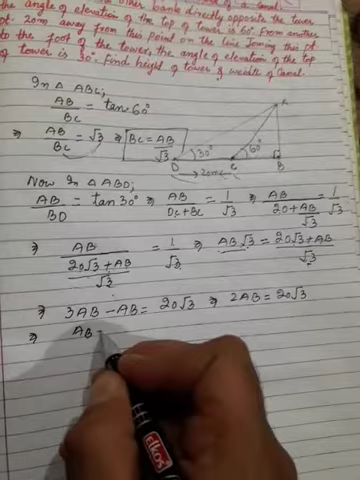 the angle of elevation of the top of tower is 60° from another
pt. 20m away from this point on the line Joining this pt
to the foot of the tower, the angle of elevation of the top
of tower is 30°. Find height of tower & width of Canal.
In △ ABC,
AB/BC = tan 60°
⇒ AB/BC = √3 ⇒ BC = AB/√3
A
30°
60°
D C B
20m
Now In △ ABD,
AB/BD = tan 30° ⇒ AB/DC+BC = 1/√3 ⇒ AB/20+AB/√3 = 1/√3
⇒ AB/20√3+AB/√3 = 1/√3 ⇒ AB√3 = 20√3+AB/√3
⇒ 3AB - AB = 20√3 ⇒ 2AB = 20√3
⇒ AB =
elkos